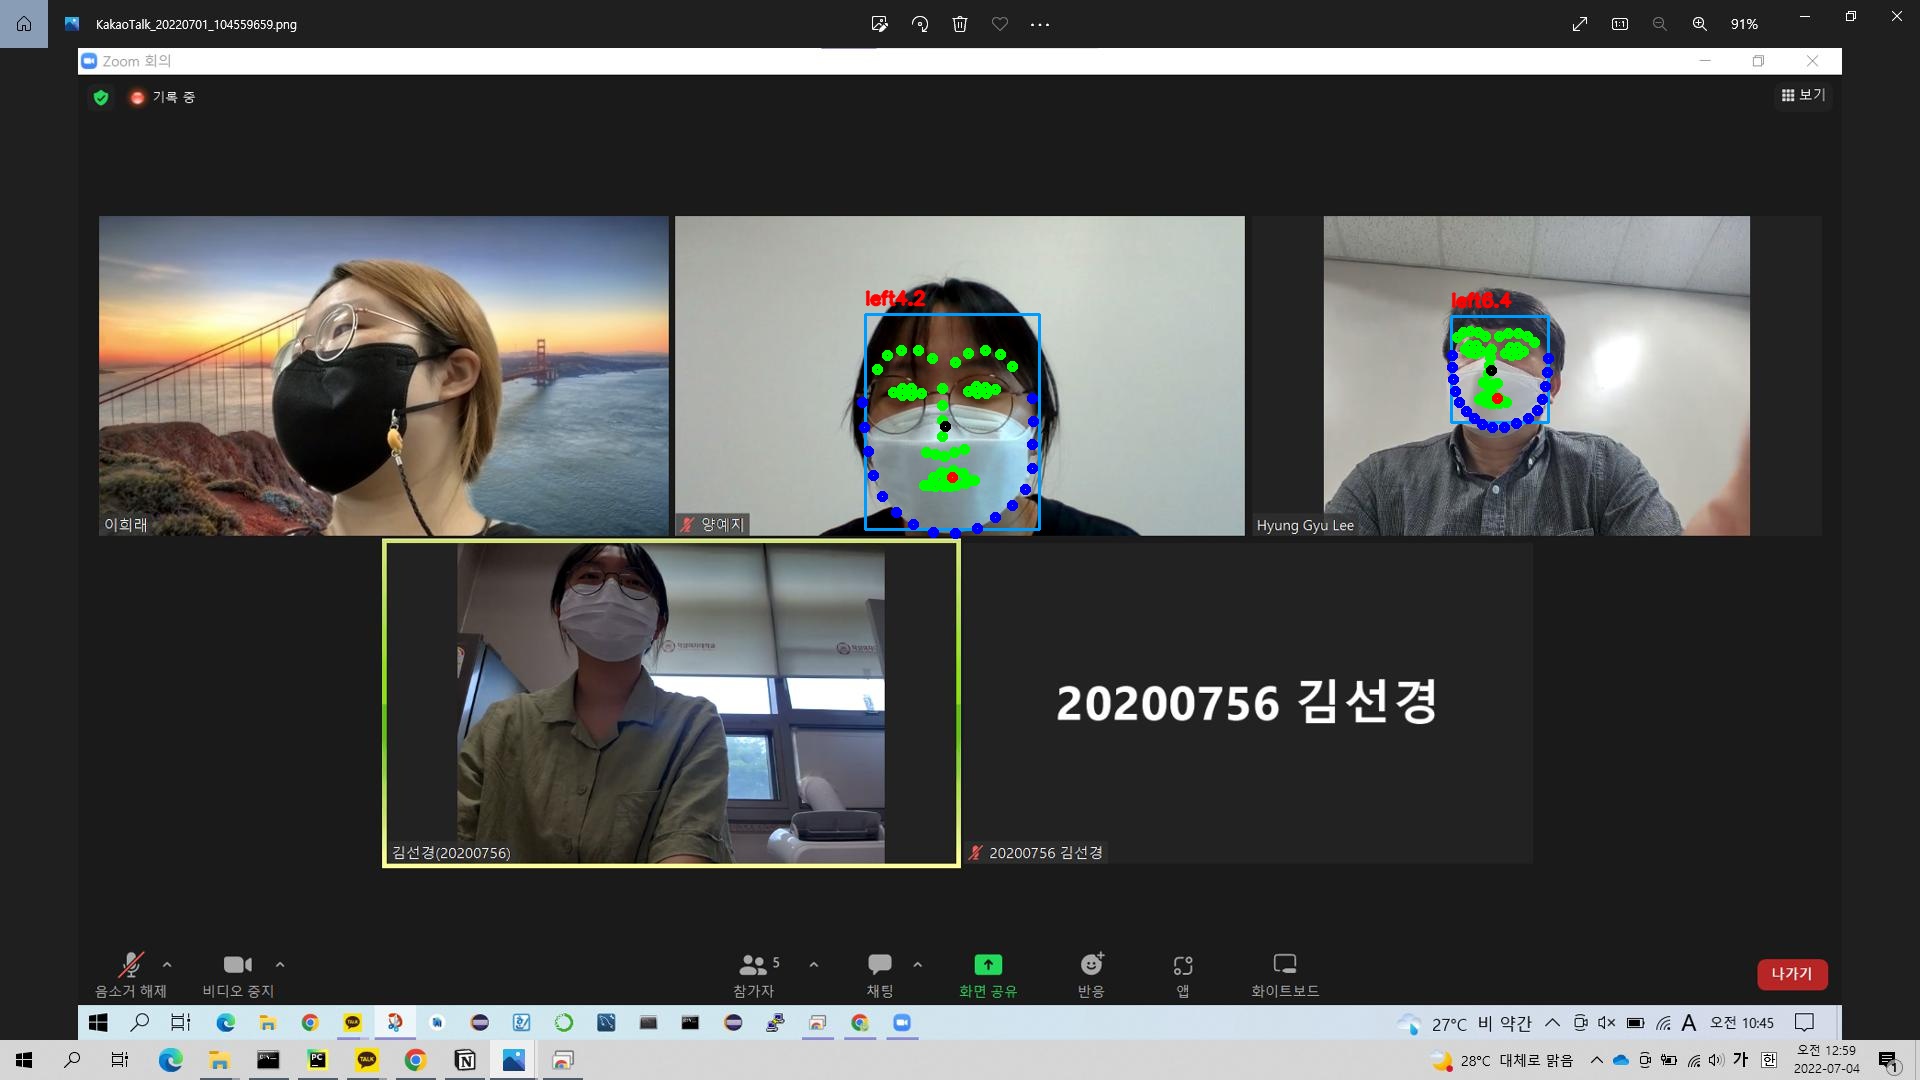 KakaoTalk_20220701_104559659.png
91%
Zoom 회의
기록 중
보기
left4.2
left6.4
이희래
양예지
Hyung Gyu Lee
20200756 김선경
김선경(20200756)
20200756 김선경
5
음소거 해제
비디오 중지
참가자
채팅
화면 공유
반응
앱
화이트보드
나가기
27°C 비 약간
A
오전 10:45
28°C 대체로 맑음
가
한
오전 12:59
2022-07-04
1